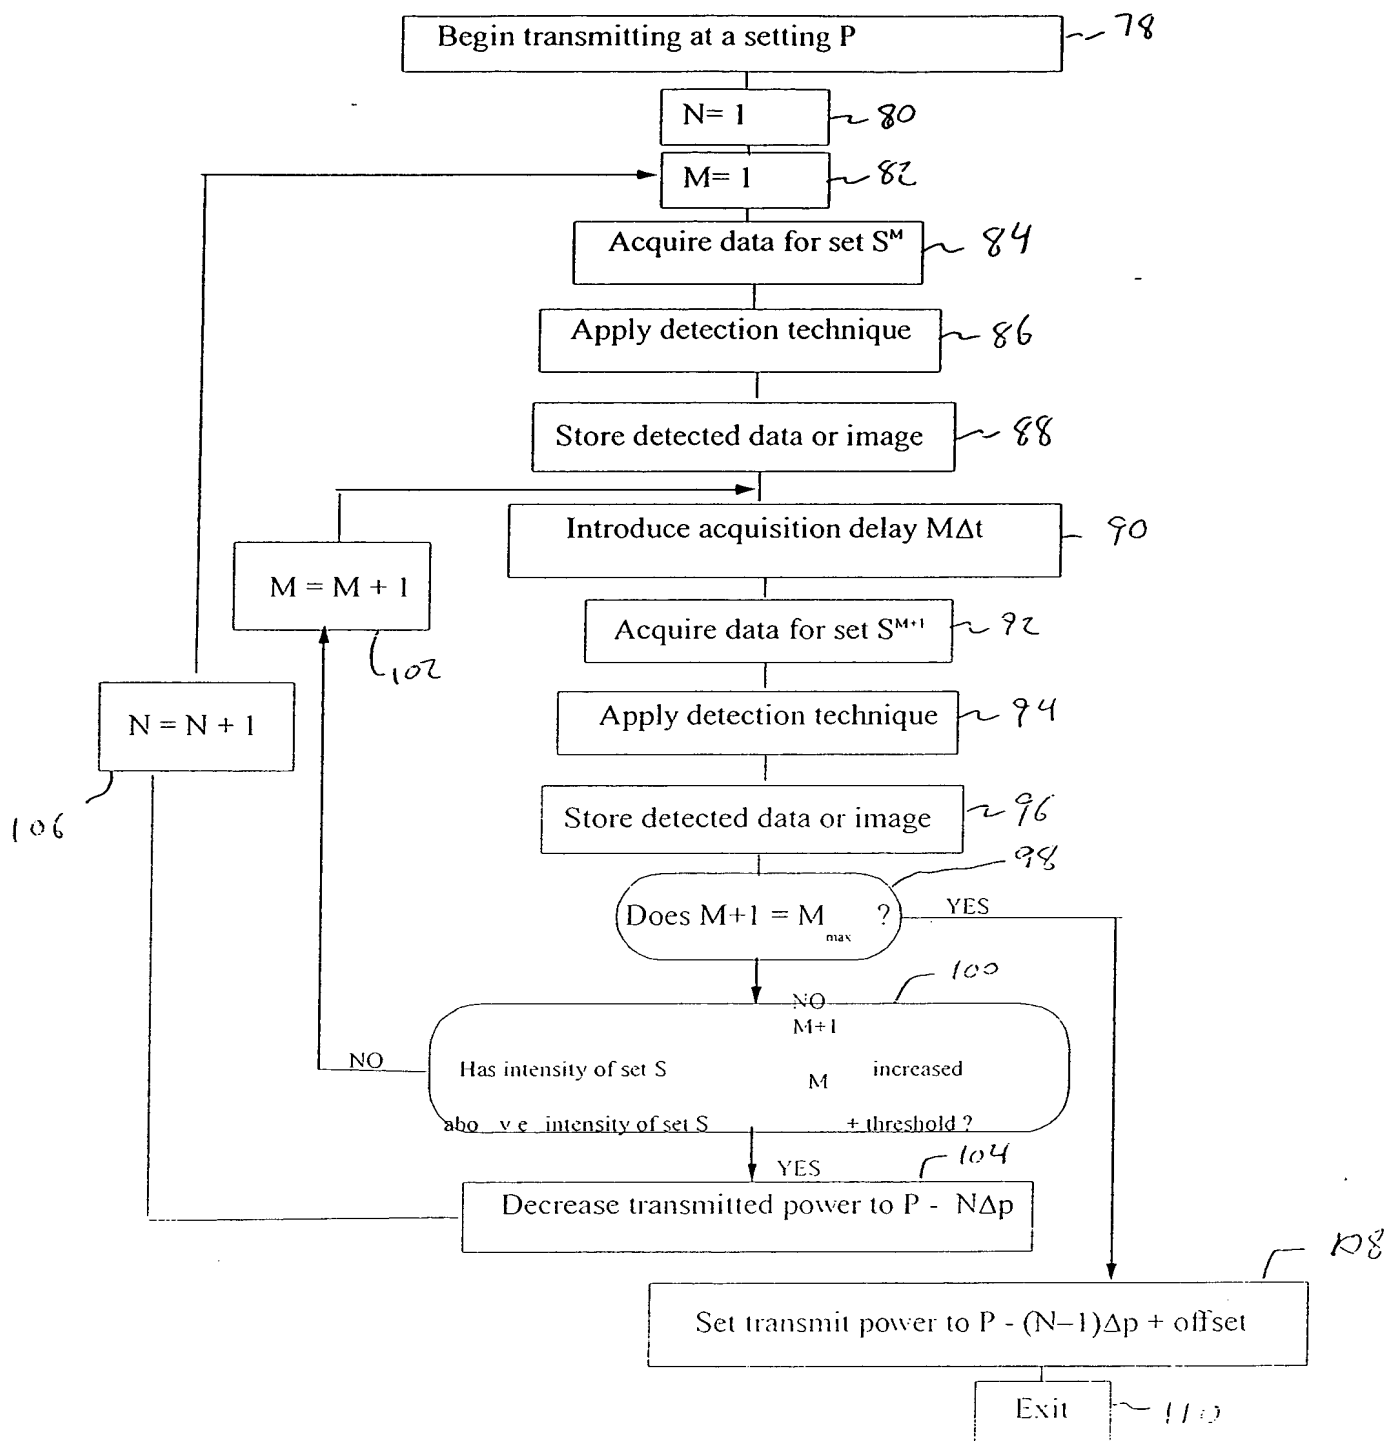 Begin transmitting at a setting P
78
N= 1
80
M= 1
82
Acquire data for set Sᴹ
84
Apply detection technique
86
Store detected data or image
88
Introduce acquisition delay MΔt
90
M = M + 1
102
Acquire data for set Sᴹ⁺¹
92
N = N + 1
106
Apply detection technique
94
Store detected data or image
96
98
Does M+1 = M max ?
YES
100
NO
M+1
NO
Has intensity of set S increased
M
abo v e intensity of set S + threshold ?
YES
104
Decrease transmitted power to P - NΔp
108
Set transmit power to P - (N–1)Δp + offset
Exit
110